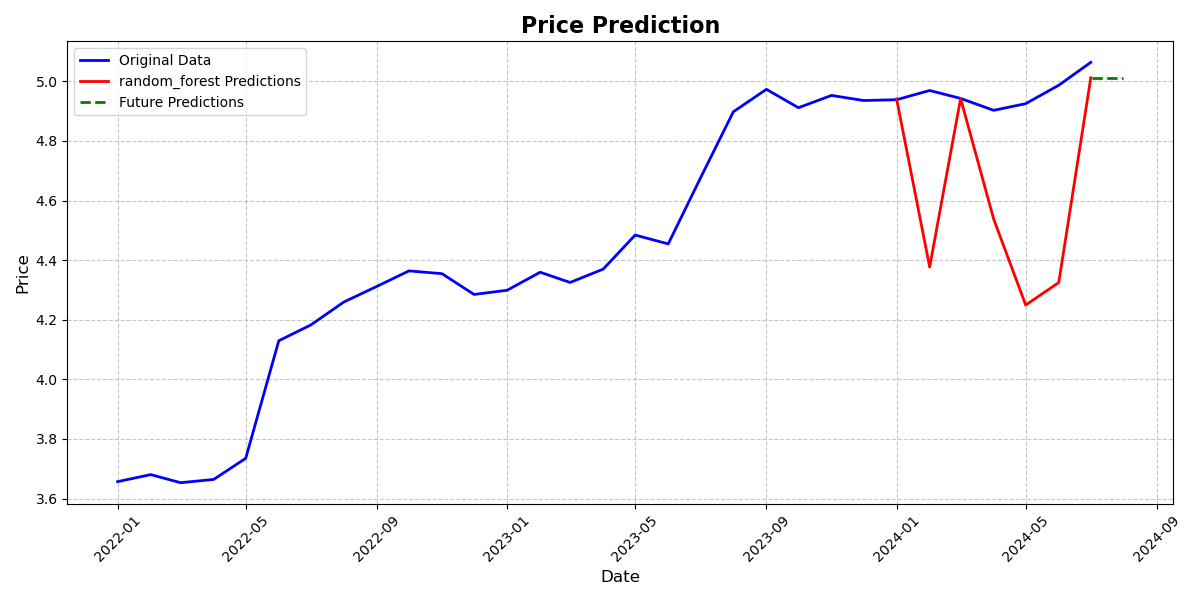 Price Prediction
Original Data
random_forest Predictions
Future Predictions
Price
5.0
4.8
4.6
4.4
4.2
4.0
3.8
3.6
2022-01
2022-05
2022-09
2023-01
2023-05
2023-09
2024-01
2024-05
2024-09
Date